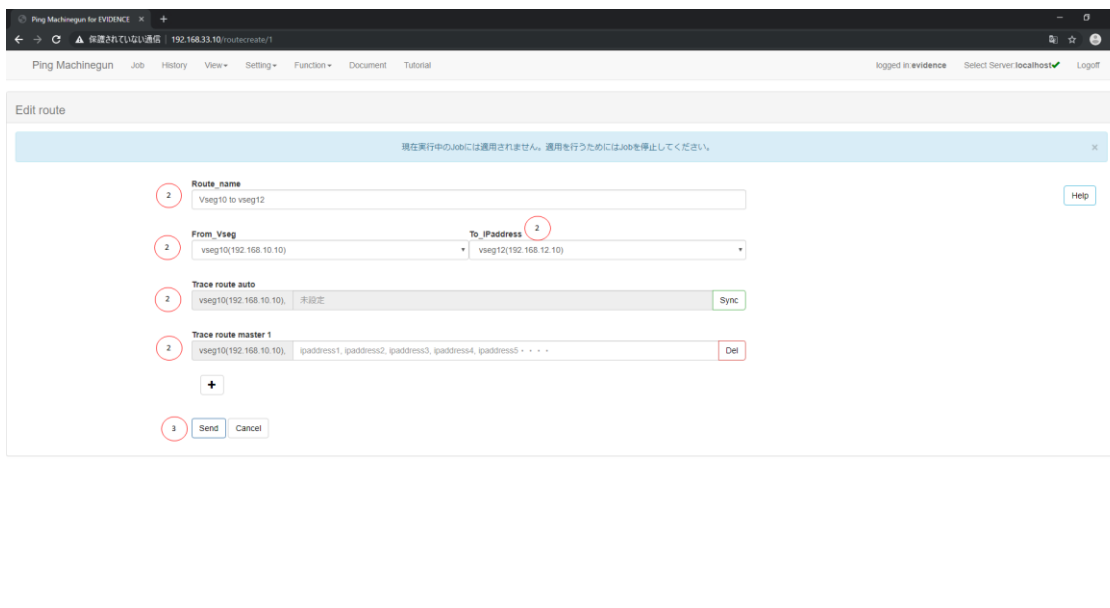 Ping Machinegun for EVIDENCE × +
保護されていない通信 | 192.168.33.10/routecreate/1
Ping Machinegun Job History View Setting Function Document Tutorial logged in:evidence Select Server:localhost✔ Logoff
Edit route
現在実行中のJobには適用されません。適用を行うためにはJobを停止してください。 ×
Route_name
2 Vseg10 to vseg12 Help
From_Vseg To_IPaddress 2
2 vseg10(192.168.10.10) vseg12(192.168.12.10)
Trace route auto
2 vseg10(192.168.10.10), 未設定 Sync
Trace route master 1
2 vseg10(192.168.10.10), ipaddress1, ipaddress2, ipaddress3, ipaddress4, ipaddress5・・・・ Del
+
3 Send Cancel